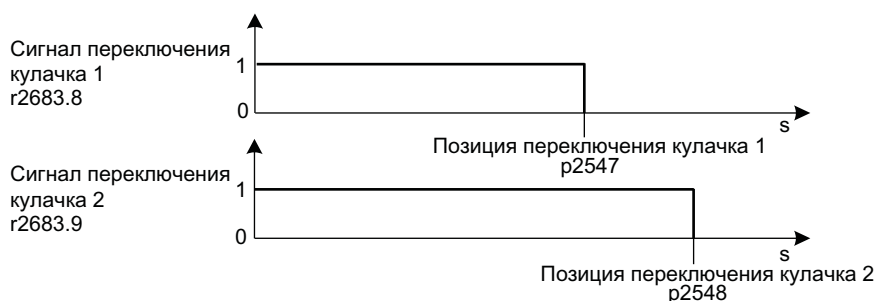 Сигнал переключения
кулачка 1
r2683.8
1
0
s
Позиция переключения кулачка 1
p2547
Сигнал переключения
кулачка 2
r2683.9
1
0
s
Позиция переключения кулачка 2
p2548